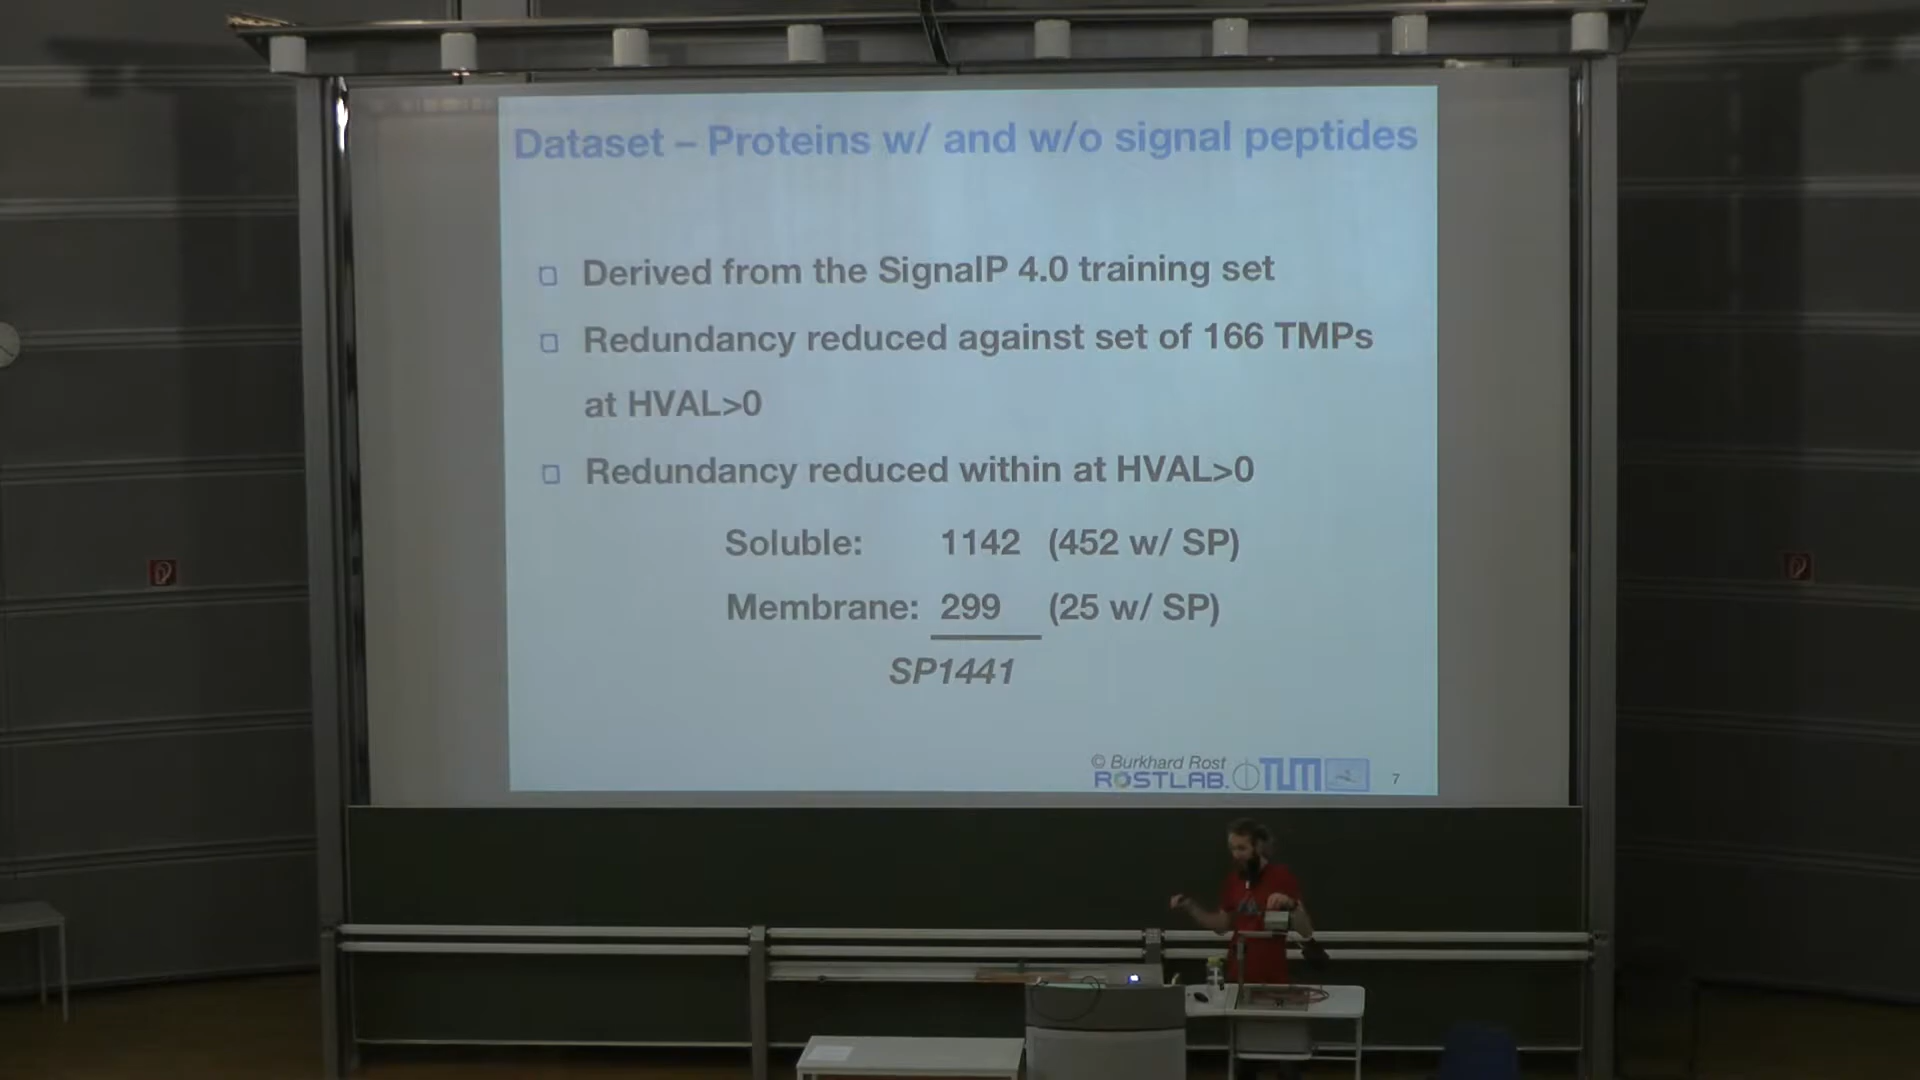 Dataset – Proteins w/ and w/o signal peptides
Derived from the SignalP 4.0 training set
Redundancy reduced against set of 166 TMPs
at HVAL>0
Redundancy reduced within at HVAL>0
Soluble: 1142 (452 w/ SP)
Membrane: 299 (25 w/ SP)
SP1441
© Burkhard Rost
ROSTLAB. TUM 7